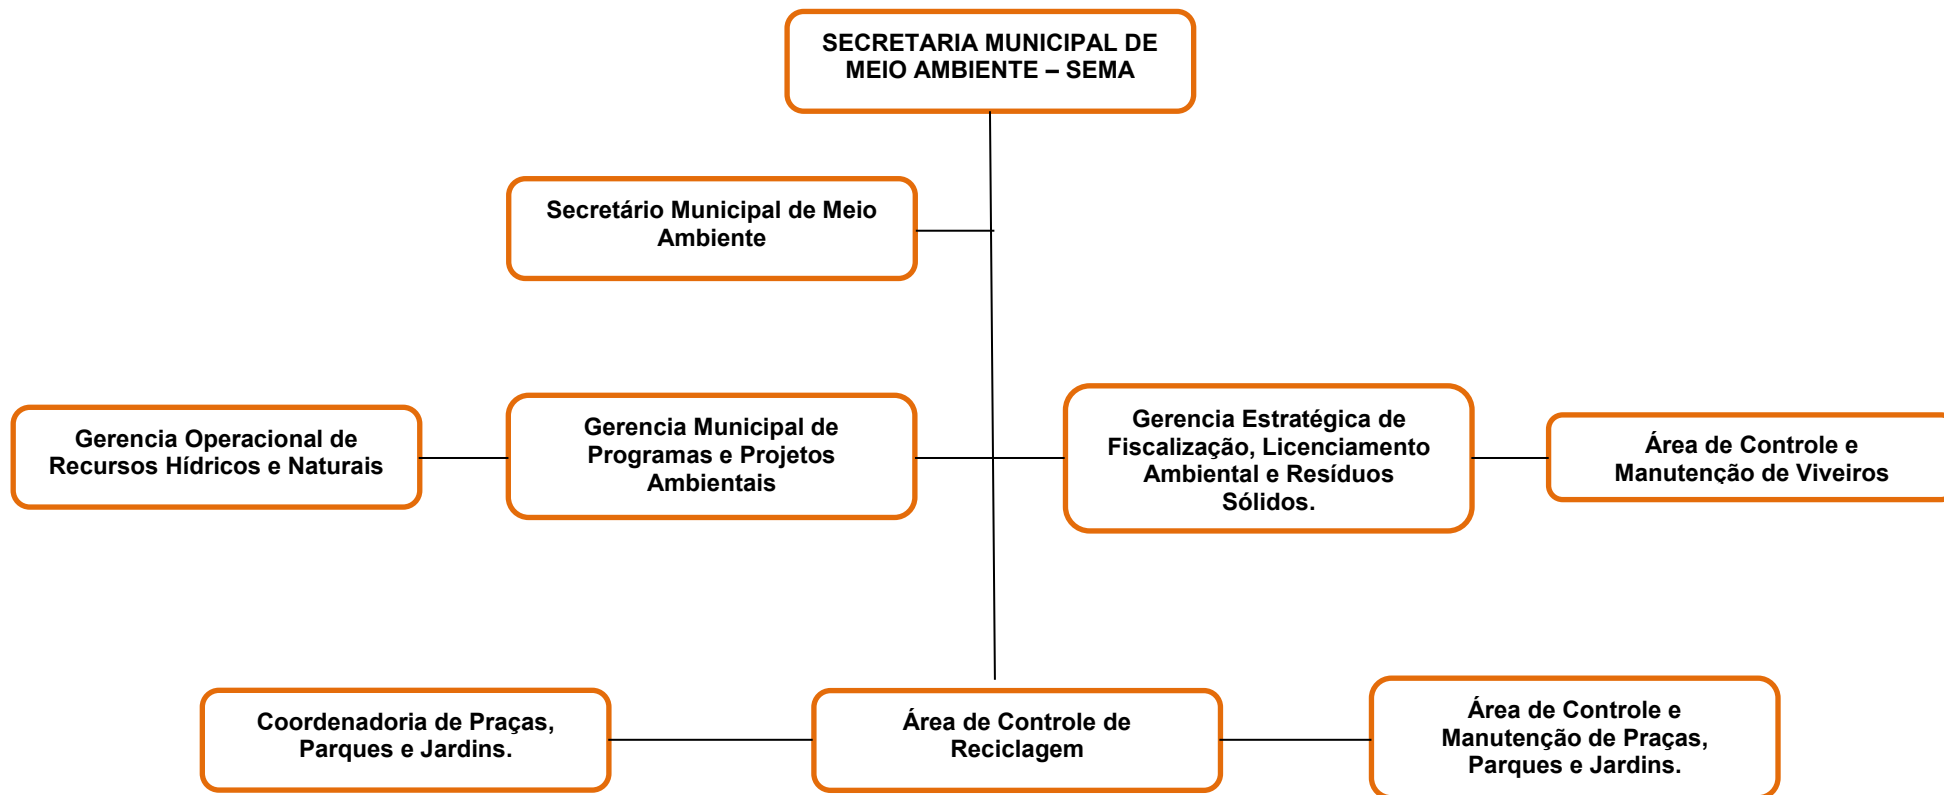 SECRETARIA MUNICIPAL DE
MEIO AMBIENTE – SEMA
Secretário Municipal de Meio
Ambiente
Gerencia Operacional de
Recursos Hídricos e Naturais
Gerencia Municipal de
Programas e Projetos
Ambientais
Gerencia Estratégica de
Fiscalização, Licenciamento
Ambiental e Resíduos
Sólidos.
Área de Controle e
Manutenção de Viveiros
Coordenadoria de Praças,
Parques e Jardins.
Área de Controle de
Reciclagem
Área de Controle e
Manutenção de Praças,
Parques e Jardins.